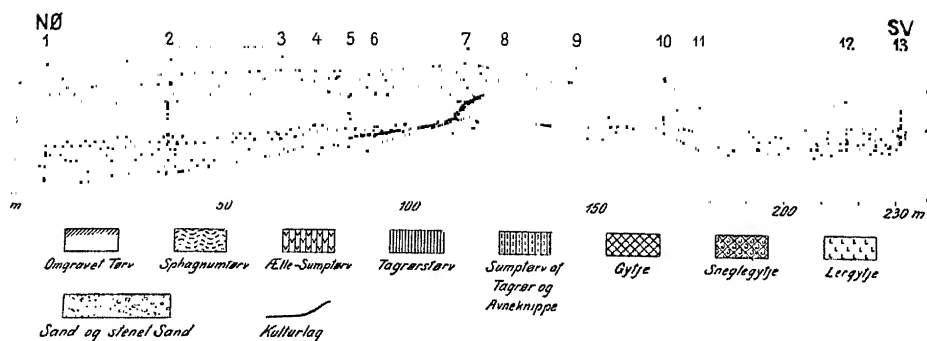 NØ SV
1 2 3 4 5 6 7 8 9 10 11 12 13
m 50 100 150 200 230 m
Omgravet Tørv Sphagnumtørv Ælle-Sumptørv Tagrørstørv Sumptørv af Gytje Sneglegytje Lergytje
Tagrør og
Avneknippe
Sand og stenet Sand Kulturlag